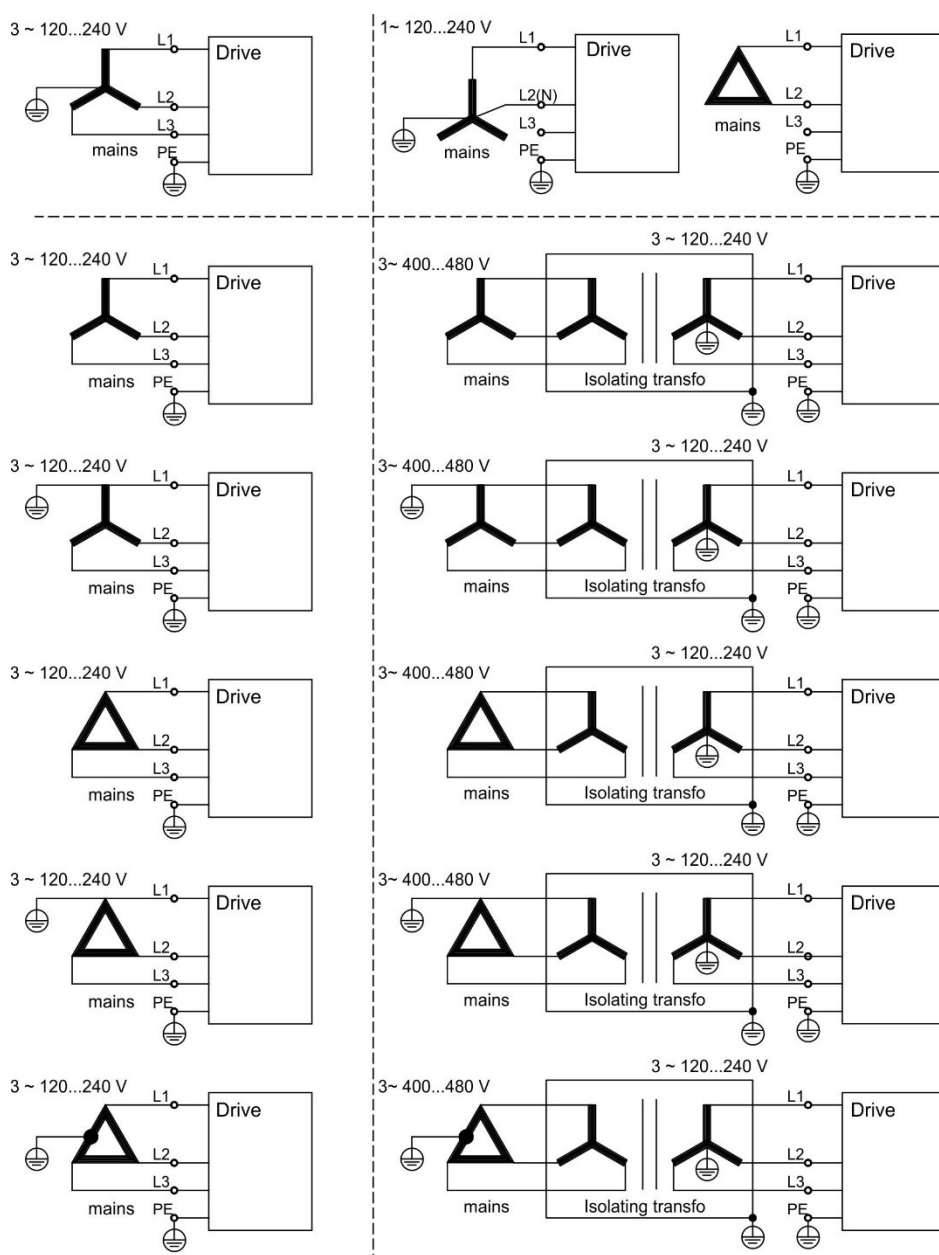 3 ~ 120...240 V
L1
Drive
L2
L3
mains
PE
1~ 120...240 V
L1
Drive
L2(N)
L3
mains
PE
L1
Drive
L2
L3
mains
PE
3 ~ 120...240 V
L1
Drive
L2
L3
mains
PE
3 ~ 120...240 V
3~ 400...480 V
L1
Drive
L2
L3
mains
Isolating transfo
PE
3 ~ 120...240 V
L1
Drive
L2
L3
mains
PE
3 ~ 120...240 V
3~ 400...480 V
L1
Drive
L2
L3
mains
Isolating transfo
PE
3 ~ 120...240 V
L1
Drive
L2
L3
mains
PE
3 ~ 120...240 V
3~ 400...480 V
L1
Drive
L2
L3
mains
Isolating transfo
PE
3 ~ 120...240 V
L1
Drive
L2
L3
mains
PE
3 ~ 120...240 V
3~ 400...480 V
L1
Drive
L2
L3
mains
Isolating transfo
PE
3 ~ 120...240 V
L1
Drive
L2
L3
mains
PE
3 ~ 120...240 V
3~ 400...480 V
L1
Drive
L2
L3
mains
Isolating transfo
PE